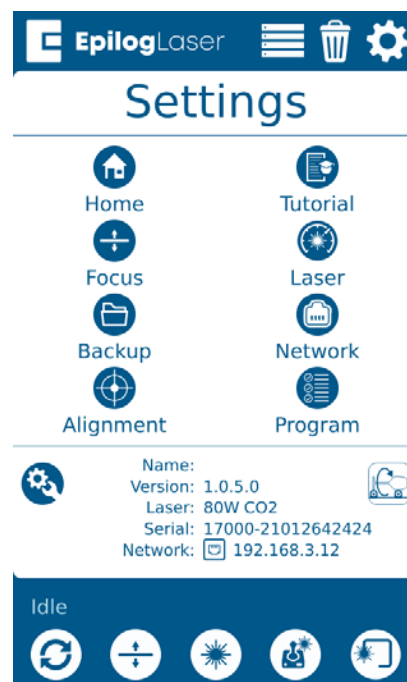 EpilogLaser
Settings
Home Tutorial
Focus Laser
Backup Network
Alignment Program
Name:
Version: 1.0.5.0
Laser: 80W CO2
Serial: 17000-21012642424
Network: 192.168.3.12
Idle